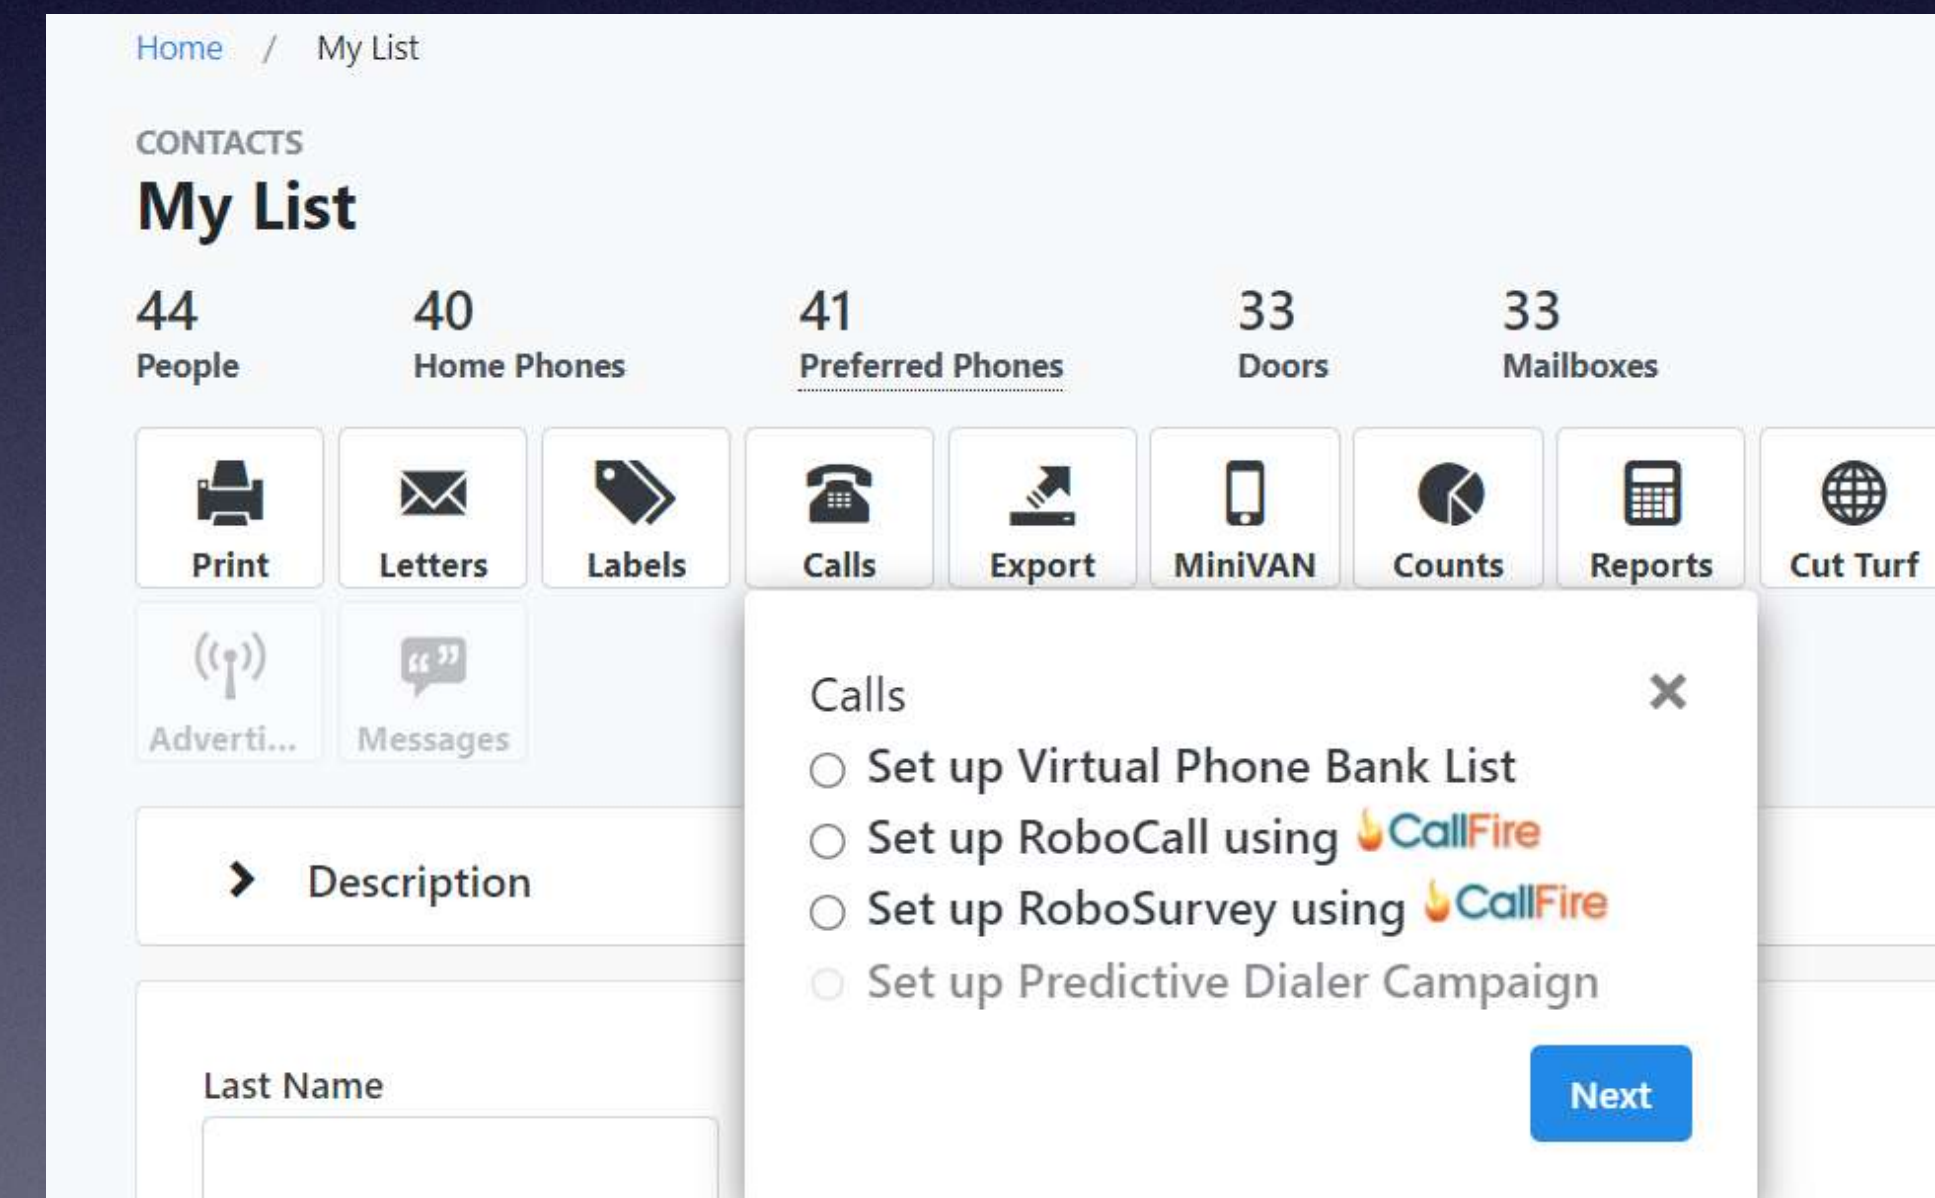 Home / My List
CONTACTS
My List
44 40 41 33 33
People Home Phones Preferred Phones Doors Mailboxes
Print Letters Labels Calls Export MiniVAN Counts Reports Cut Turf
Adverti... Messages
Calls
Set up Virtual Phone Bank List
Set up RoboCall using CallFire
Set up RoboSurvey using CallFire
Set up Predictive Dialer Campaign
Next
Description
Last Name